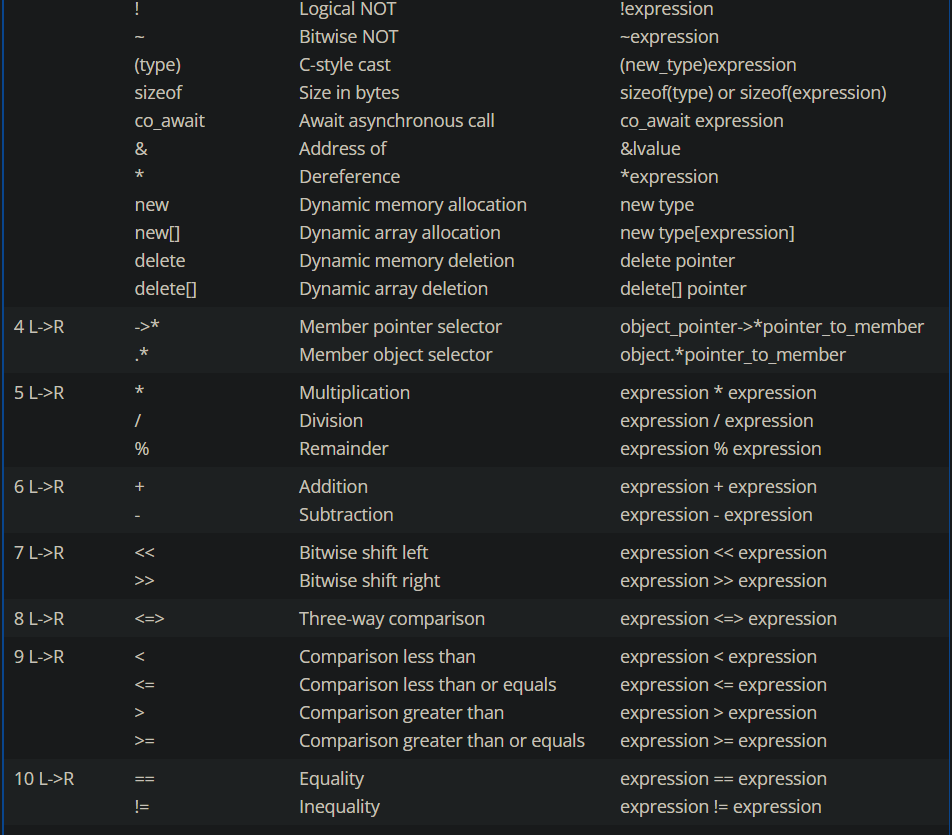 ! Logical NOT !expression
~ Bitwise NOT ~expression
(type) C-style cast (new_type)expression
sizeof Size in bytes sizeof(type) or sizeof(expression)
co_await Await asynchronous call co_await expression
& Address of &lvalue
* Dereference *expression
new Dynamic memory allocation new type
new[] Dynamic array allocation new type[expression]
delete Dynamic memory deletion delete pointer
delete[] Dynamic array deletion delete[] pointer
4 L->R ->* Member pointer selector object_pointer->*pointer_to_member
.* Member object selector object.*pointer_to_member
5 L->R * Multiplication expression * expression
/ Division expression / expression
% Remainder expression % expression
6 L->R + Addition expression + expression
- Subtraction expression - expression
7 L->R << Bitwise shift left expression << expression
>> Bitwise shift right expression >> expression
8 L->R <=> Three-way comparison expression <=> expression
9 L->R < Comparison less than expression < expression
<= Comparison less than or equals expression <= expression
> Comparison greater than expression > expression
>= Comparison greater than or equals expression >= expression
10 L->R == Equality expression == expression
!= Inequality expression != expression